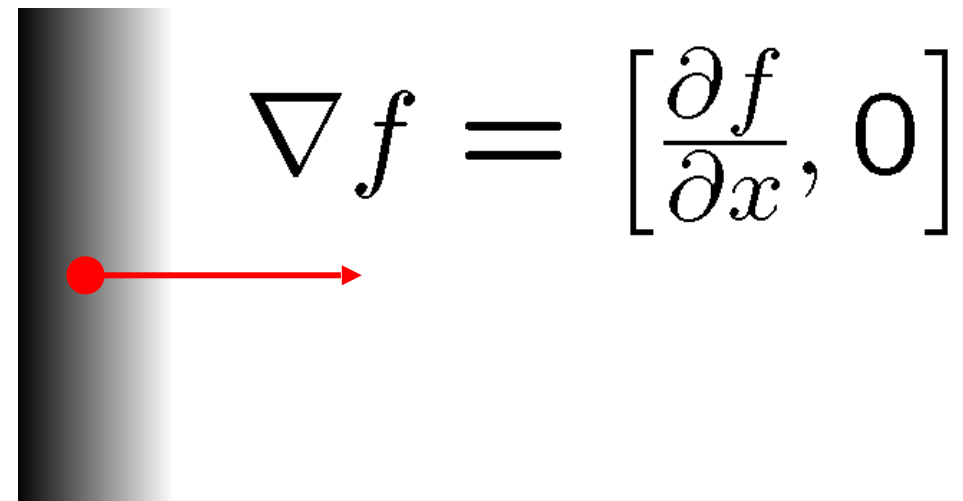 ∇f = [∂f/∂x, 0]